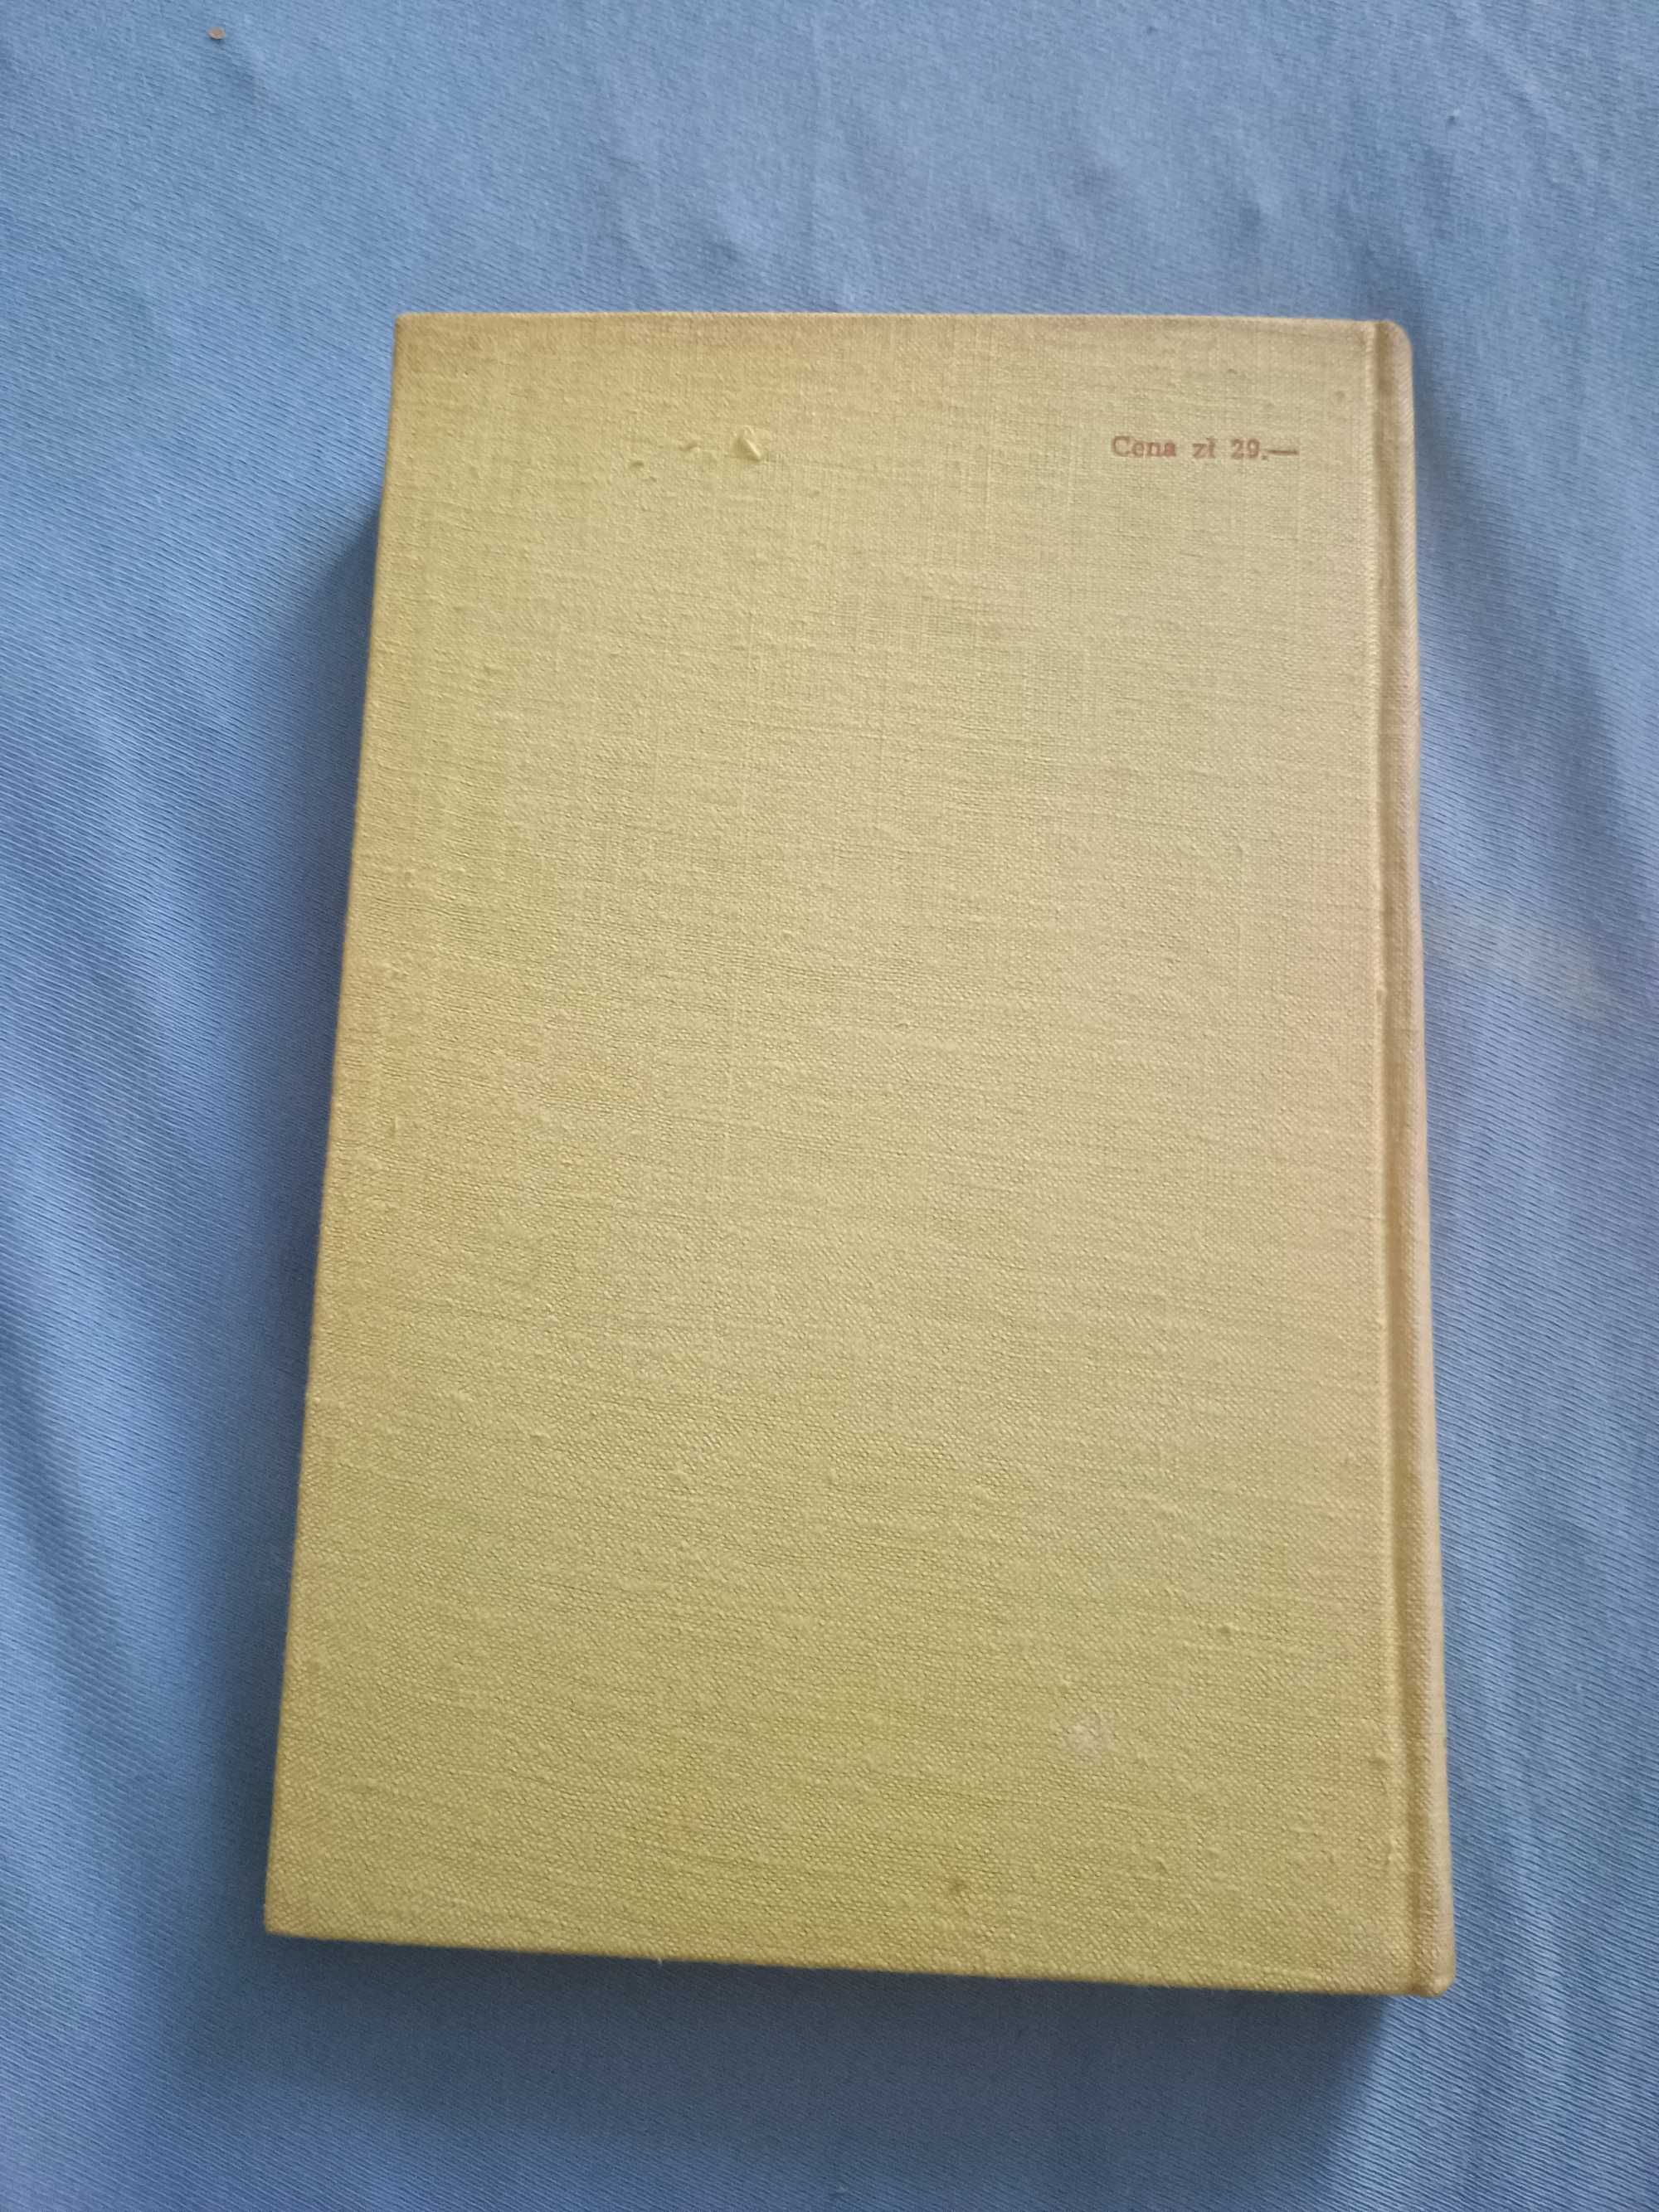 Cena zł 29.—